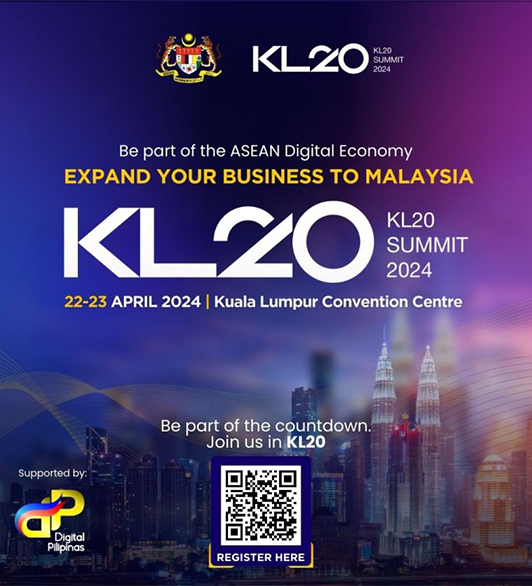 KL20 KL20
SUMMIT
2024
Be part of the ASEAN Digital Economy
EXPAND YOUR BUSINESS TO MALAYSIA
KL20 KL20
SUMMIT
2024
22-23 APRIL 2024 | Kuala Lumpur Convention Centre
Be part of the countdown.
Join us in KL20
Supported by:
dP
Digital
Pilipinas
REGISTER HERE